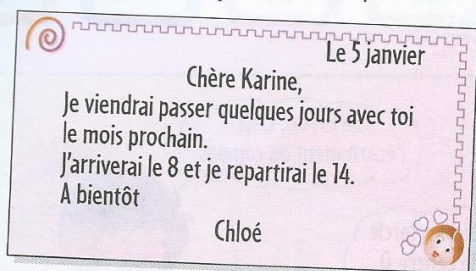 Le 5 janvier
Chère Karine,
Je viendrai passer quelques jours avec toi
le mois prochain.
J'arriverai le 8 et je repartirai le 14.
A bientôt
Chloé